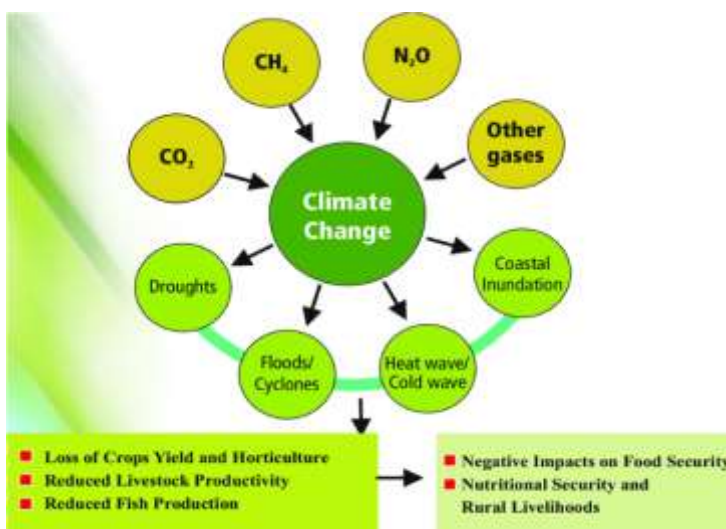 CH₄
N₂O
CO₂
Other
gases
Climate
Change
Droughts
Coastal
Inundation
Floods/
Cyclones
Heat wave/
Cold wave
Loss of Crops Yield and Horticulture
Reduced Livestock Productivity
Reduced Fish Production
Negative Impacts on Food Security
Nutritional Security and
Rural Livelihoods